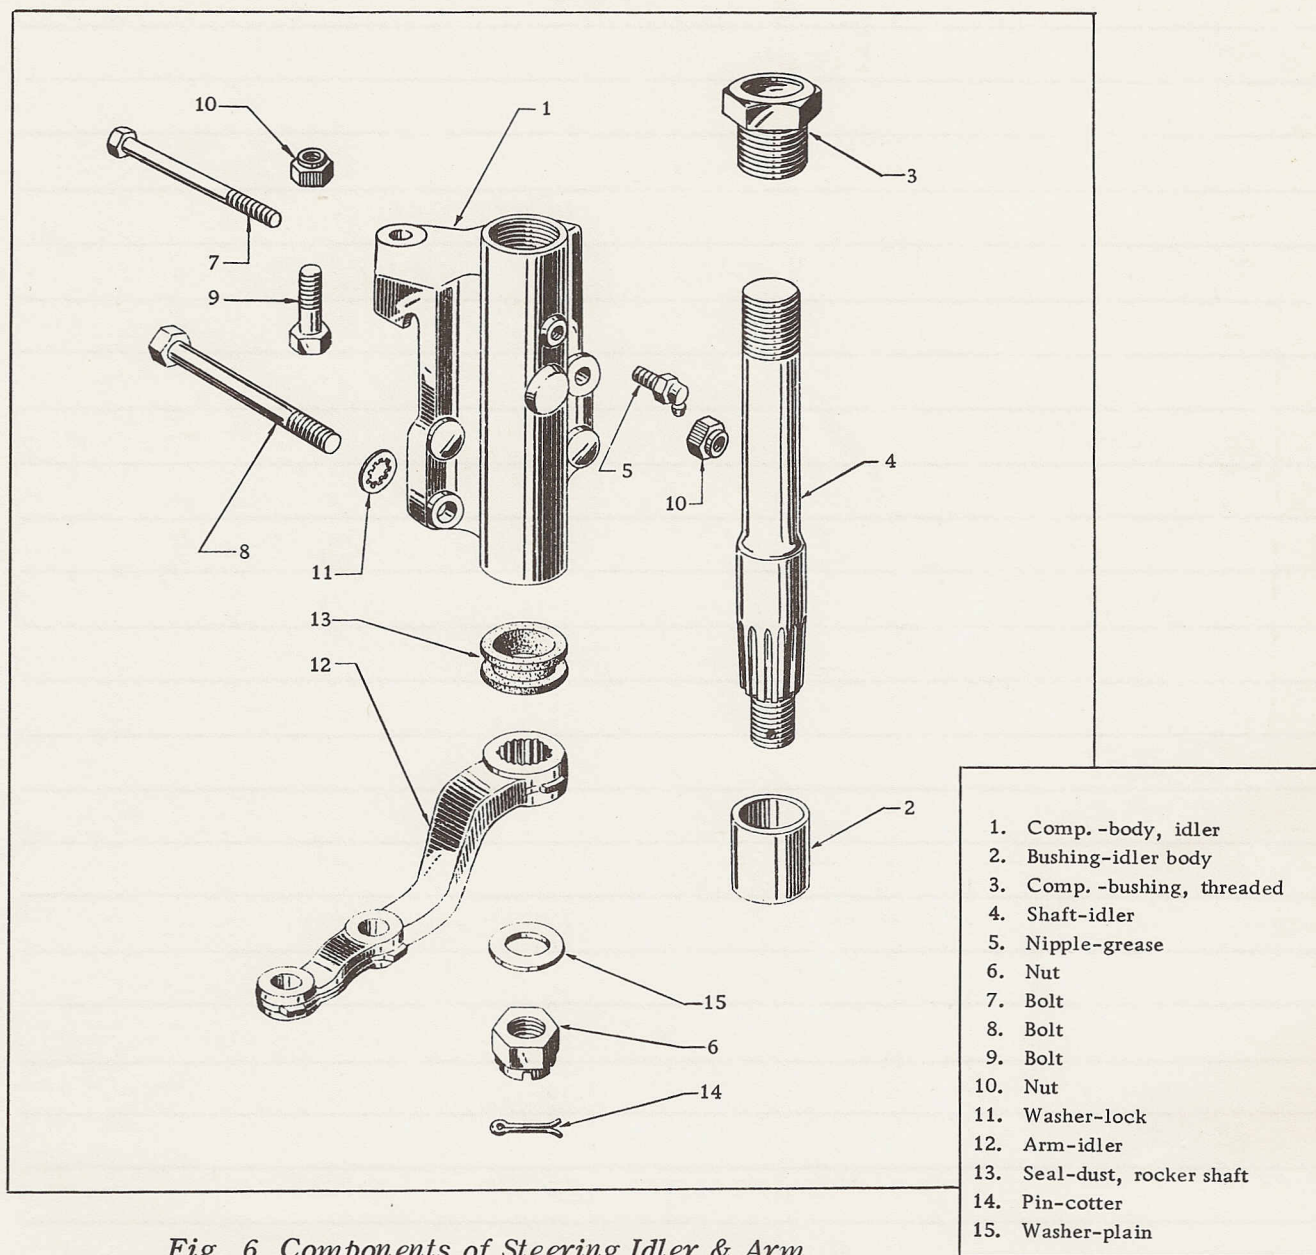 10
1
3
7
9
4
5
10
8
11
13
12
2
15
6
14
1. Comp.-body, idler
2. Bushing-idler body
3. Comp.-bushing, threaded
4. Shaft-idler
5. Nipple-grease
6. Nut
7. Bolt
8. Bolt
9. Bolt
10. Nut
11. Washer-lock
12. Arm-idler
13. Seal-dust, rocker shaft
14. Pin-cotter
15. Washer-plain
Fig. 6 Components of Steering Idler & Arm